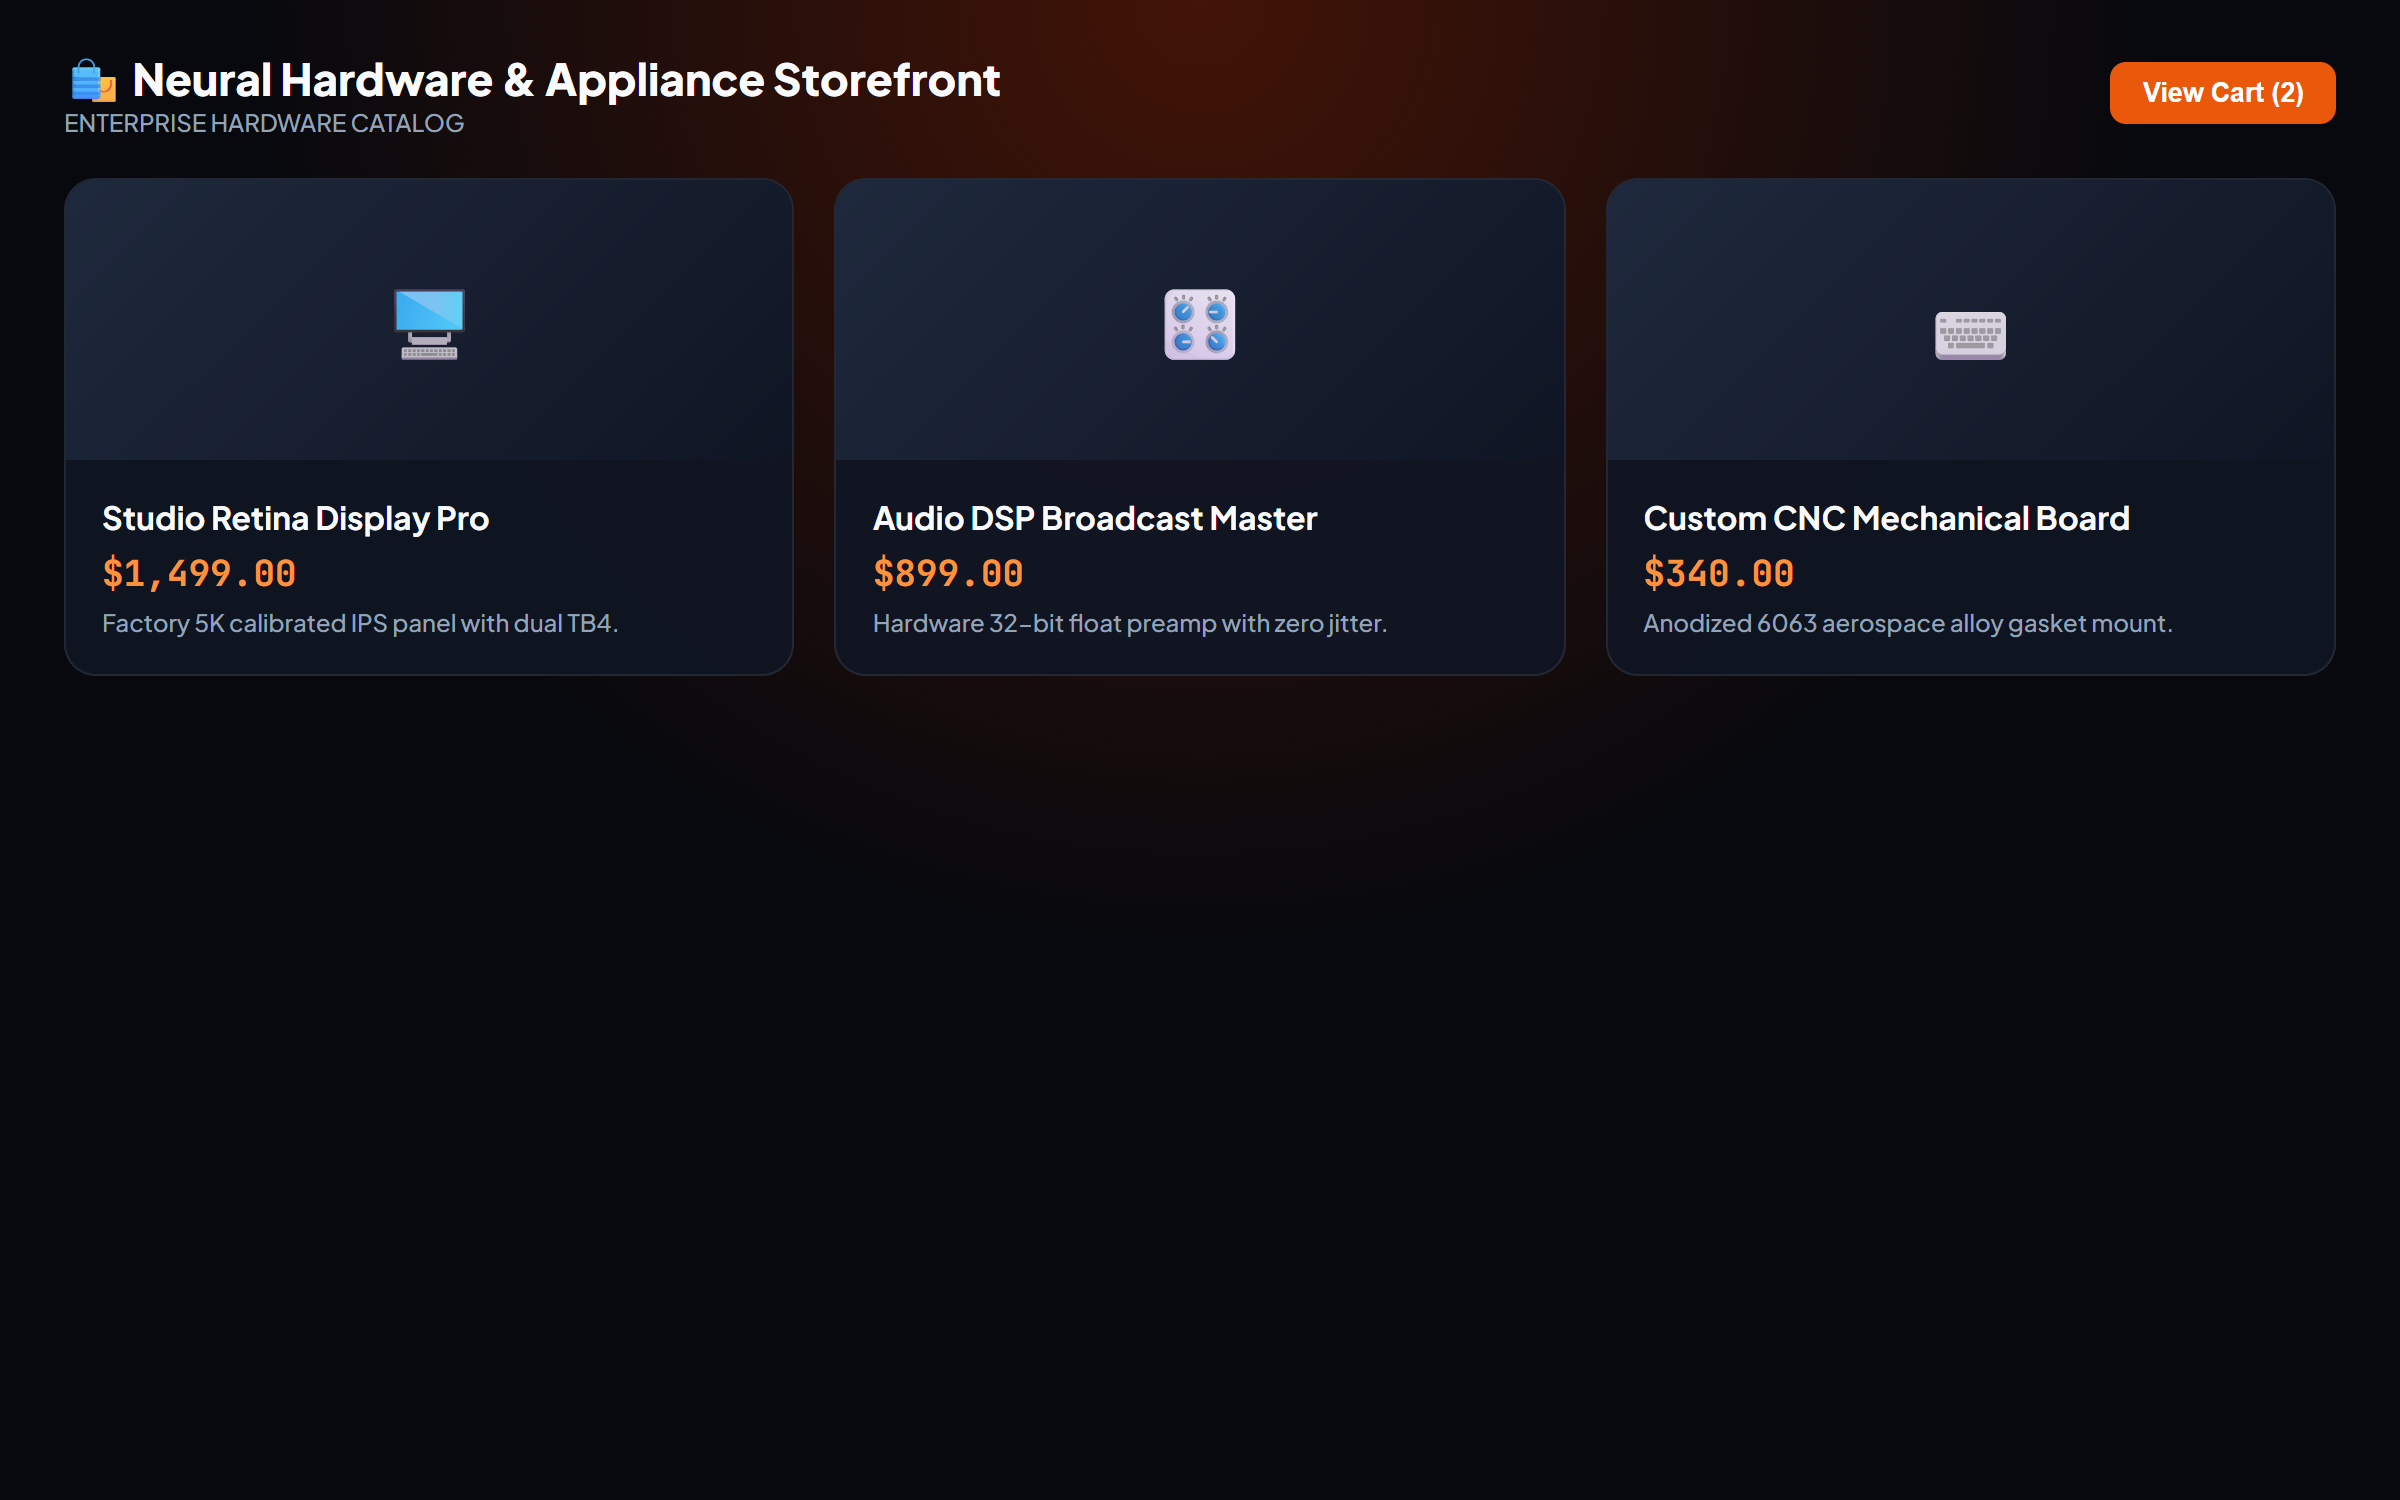 Neural Hardware & Appliance Storefront
ENTERPRISE HARDWARE CATALOG
View Cart (2)
Studio Retina Display Pro
$1,499.00
Factory 5K calibrated IPS panel with dual TB4.
Audio DSP Broadcast Master
$899.00
Hardware 32-bit float preamp with zero jitter.
Custom CNC Mechanical Board
$340.00
Anodized 6063 aerospace alloy gasket mount.